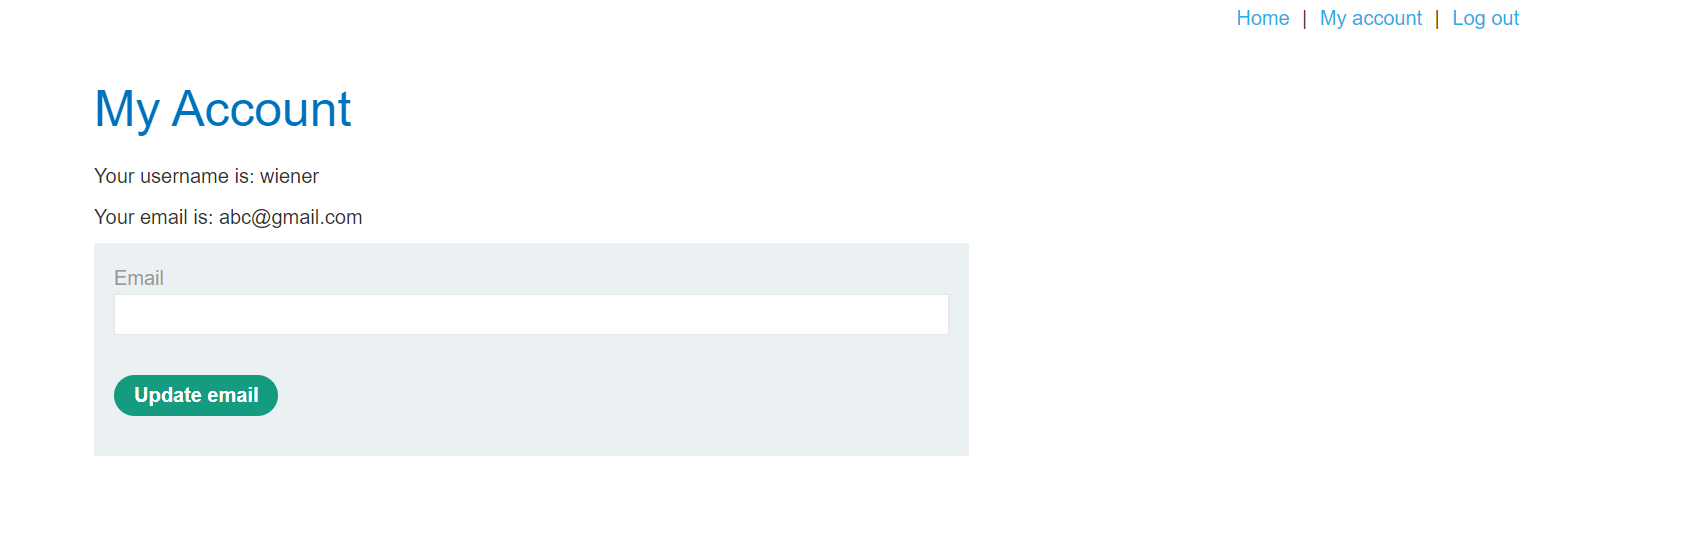 Home | My account | Log out
My Account
Your username is: wiener
Your email is: abc@gmail.com
Email
Update email